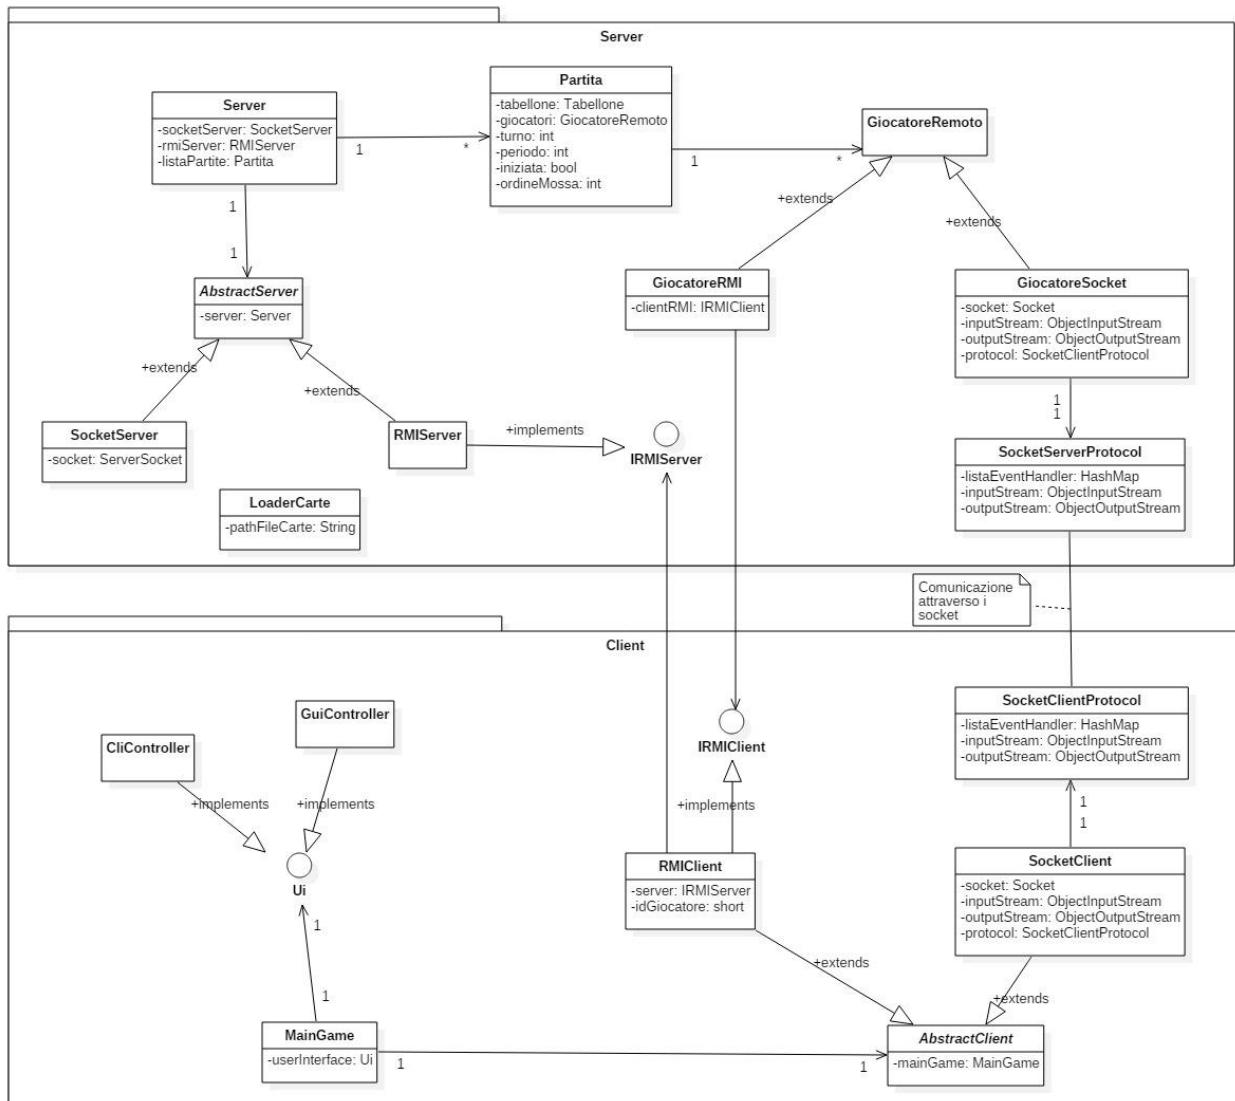 Server
Server
-socketServer: SocketServer
-rmiServer: RMIServer
-listaPartite: Partita
1
*
Partita
-tabellone: Tabellone
-giocatori: GiocatoreRemoto
-turno: int
-periodo: int
-iniziata: bool
-ordineMossa: int
1
*
GiocatoreRemoto
1
1
+extends
+extends
AbstractServer
-server: Server
GiocatoreRMI
-clientRMI: IRMIClient
GiocatoreSocket
-socket: Socket
-inputStream: ObjectInputStream
-outputStream: ObjectOutputStream
-protocol: SocketClientProtocol
+extends
+extends
1
1
SocketServer
-socket: ServerSocket
RMIServer
+implements
IRMIServer
SocketServerProtocol
-listaEventHandler: HashMap
-inputStream: ObjectInputStream
-outputStream: ObjectOutputStream
LoaderCarte
-pathFileCarte: String
Comunicazione
attraverso i
socket
Client
CliController
GuiController
IRMIClient
SocketClientProtocol
-listaEventHandler: HashMap
-inputStream: ObjectInputStream
-outputStream: ObjectOutputStream
+implements
+implements
+implements
1
1
Ui
RMIClient
-server: IRMIServer
-idGiocatore: short
SocketClient
-socket: Socket
-inputStream: ObjectInputStream
-outputStream: ObjectOutputStream
-protocol: SocketClientProtocol
1
1
+extends
+extends
MainGame
-userInterface: Ui
1
1
AbstractClient
-mainGame: MainGame